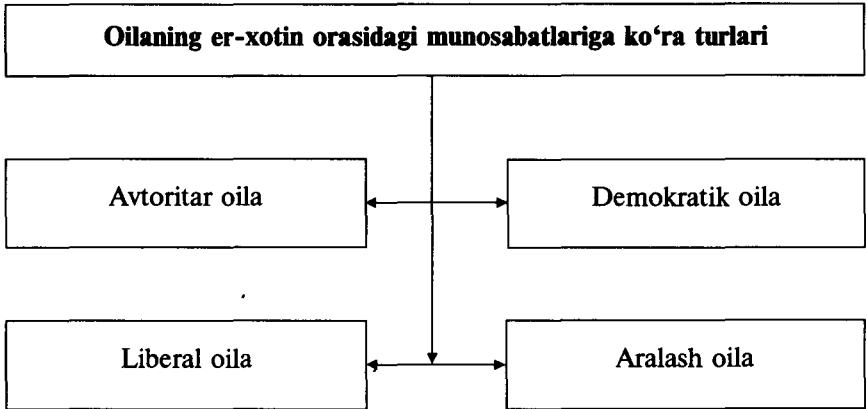 Oilaning er-xotin orasidagi munosabatlariga ko‘ra turlari
Avtoritar oila
Demokratik oila
Liberal oila
Aralash oila